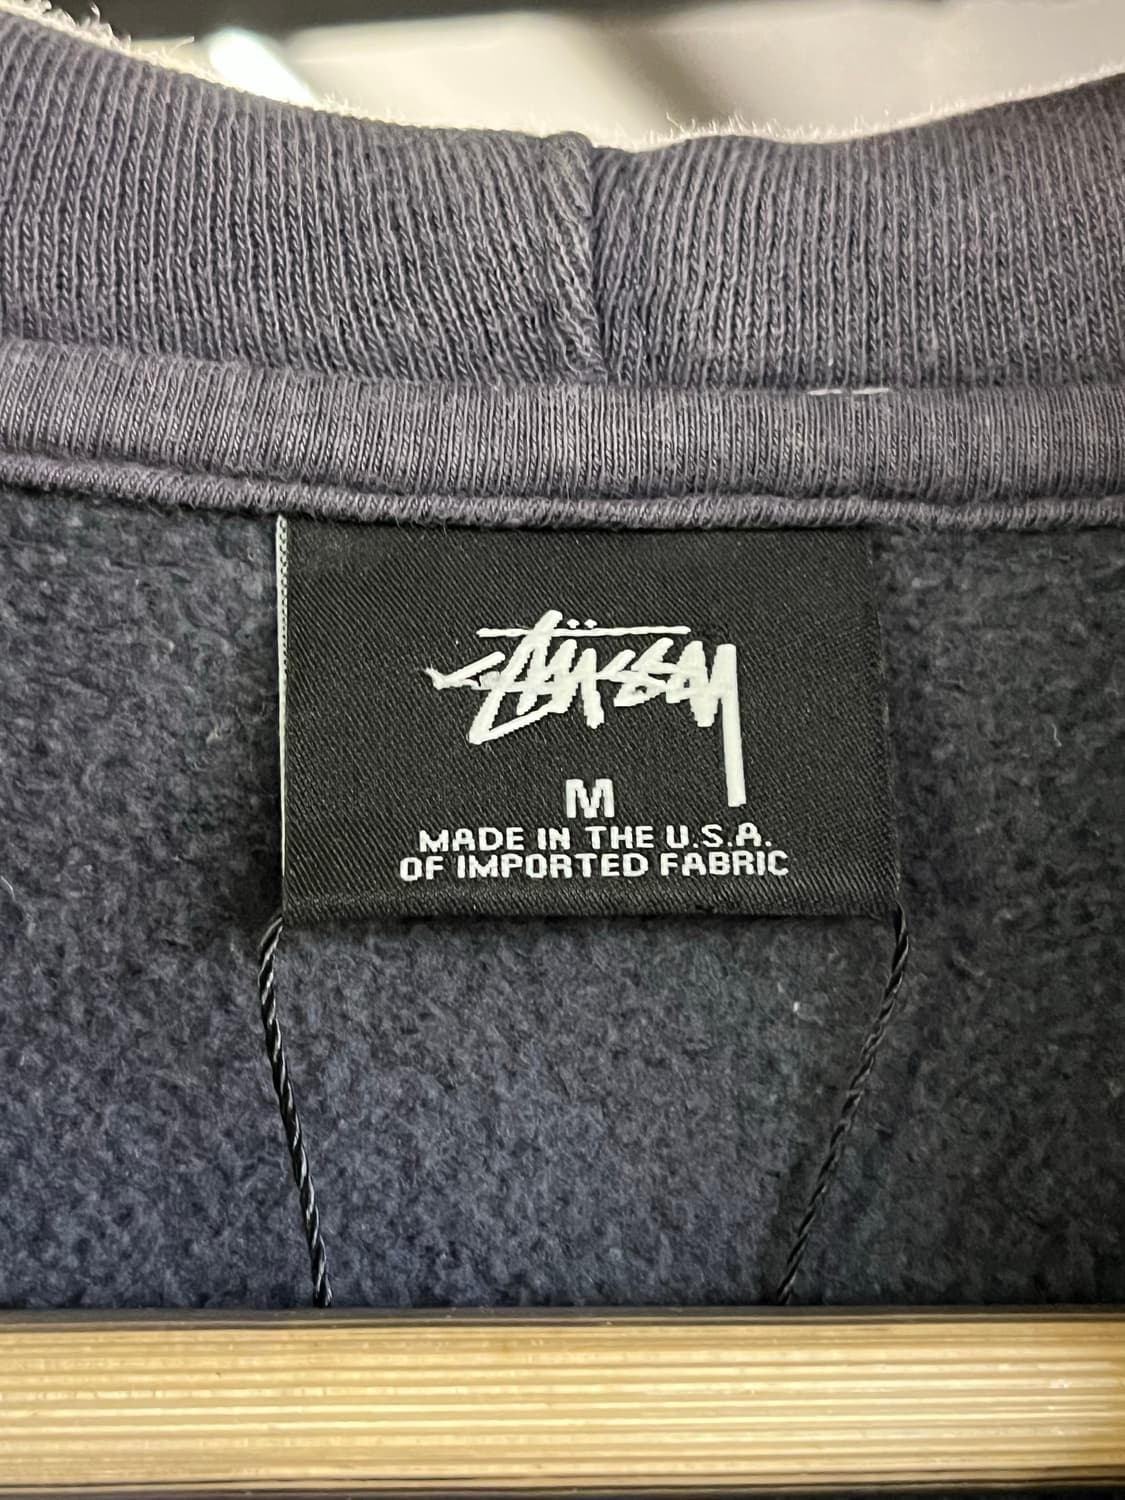 Stüssy
M
MADE IN THE U.S.A.
OF IMPORTED FABRIC